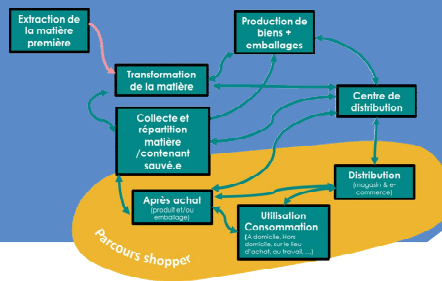 Extraction de
la matière
première
Production de
biens +
emballages
Transformation
de la matière
Centre de
distribution
Collecte et
répartition
matière
/contenant
sauvé.e
Distribution
(magasin & e-
commerce)
Après achat
(produit et/ou
emballage)
Utilisation
Consommation
(A domicile, Hors
domicile, sur le lieu
d'achat, au travail, ...)
Parcours shopper